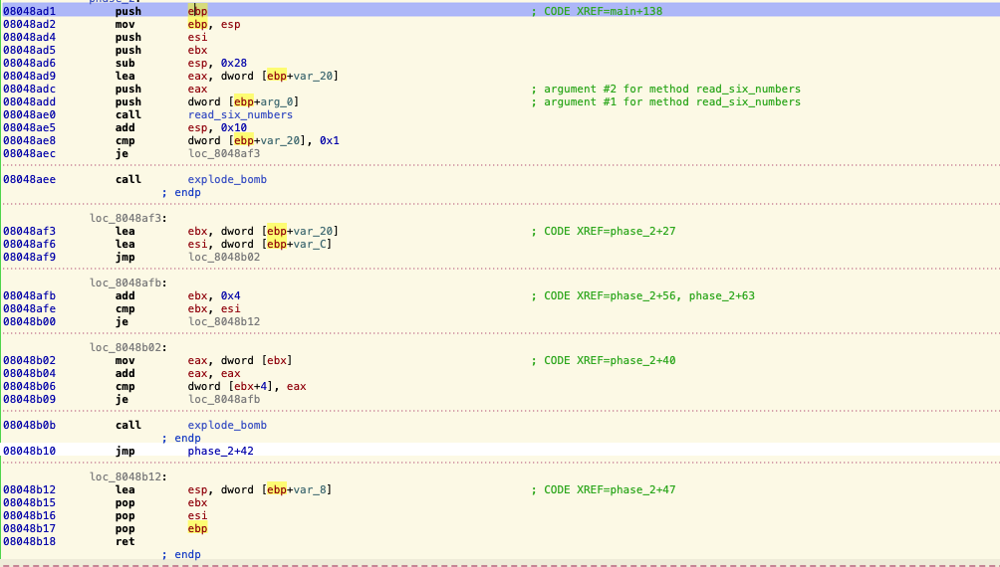 phase_2:
08048ad1 push ebp ; CODE XREF=main+138
08048ad2 mov ebp, esp
08048ad4 push esi
08048ad5 push ebx
08048ad6 sub esp, 0x28
08048ad9 lea eax, dword [ebp+var_20]
08048adc push eax ; argument #2 for method read_six_numbers
08048add push dword [ebp+arg_0] ; argument #1 for method read_six_numbers
08048ae0 call read_six_numbers
08048ae5 add esp, 0x10
08048ae8 cmp dword [ebp+var_20], 0x1
08048aec je loc_8048af3
08048aee call explode_bomb
; endp
loc_8048af3:
08048af3 lea ebx, dword [ebp+var_20] ; CODE XREF=phase_2+27
08048af6 lea esi, dword [ebp+var_C]
08048af9 jmp loc_8048b02
loc_8048afb:
08048afb add ebx, 0x4 ; CODE XREF=phase_2+56, phase_2+63
08048afe cmp ebx, esi
08048b00 je loc_8048b12
loc_8048b02:
08048b02 mov eax, dword [ebx] ; CODE XREF=phase_2+40
08048b04 add eax, eax
08048b06 cmp dword [ebx+4], eax
08048b09 je loc_8048afb
08048b0b call explode_bomb
; endp
08048b10 jmp phase_2+42
loc_8048b12:
08048b12 lea esp, dword [ebp+var_8] ; CODE XREF=phase_2+47
08048b15 pop ebx
08048b16 pop esi
08048b17 pop ebp
08048b18 ret
; endp